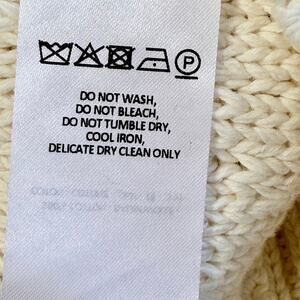 P
DO NOT WASH,
DO NOT BLEACH,
DO NOT TUMBLE DRY,
COOL IRON,
DELICATE DRY CLEAN ONLY